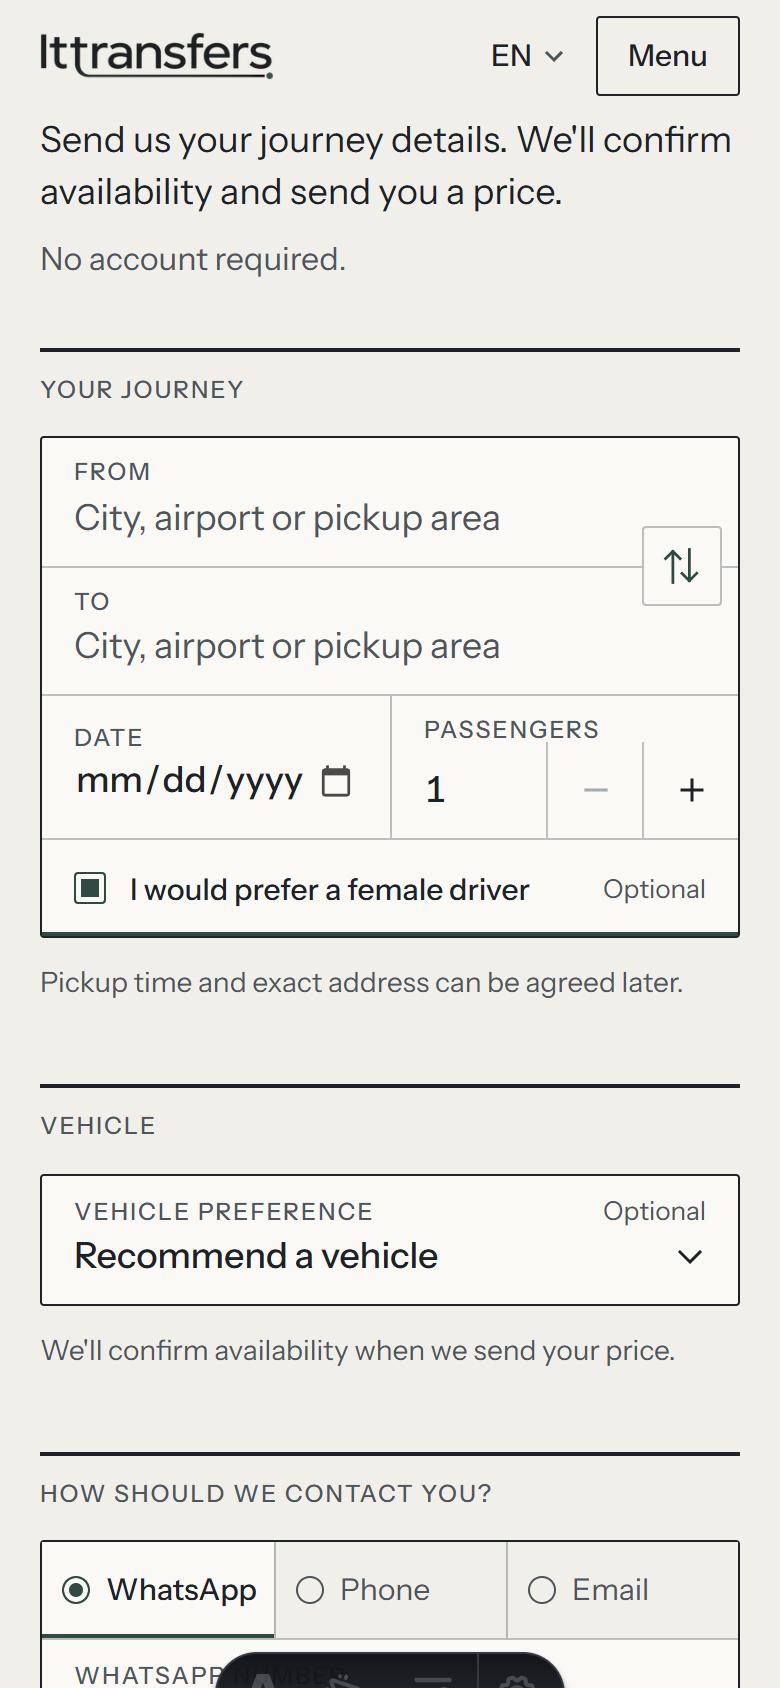 lttransfers
EN
Menu
Send us your journey details. We'll confirm
availability and send you a price.
No account required.
YOUR JOURNEY
FROM
City, airport or pickup area
TO
City, airport or pickup area
DATE
mm/dd/yyyy
PASSENGERS
1
I would prefer a female driver
Optional
Pickup time and exact address can be agreed later.
VEHICLE
VEHICLE PREFERENCE
Optional
Recommend a vehicle
We'll confirm availability when we send your price.
HOW SHOULD WE CONTACT YOU?
WhatsApp
Phone
Email
WHATSAPP NUMBER